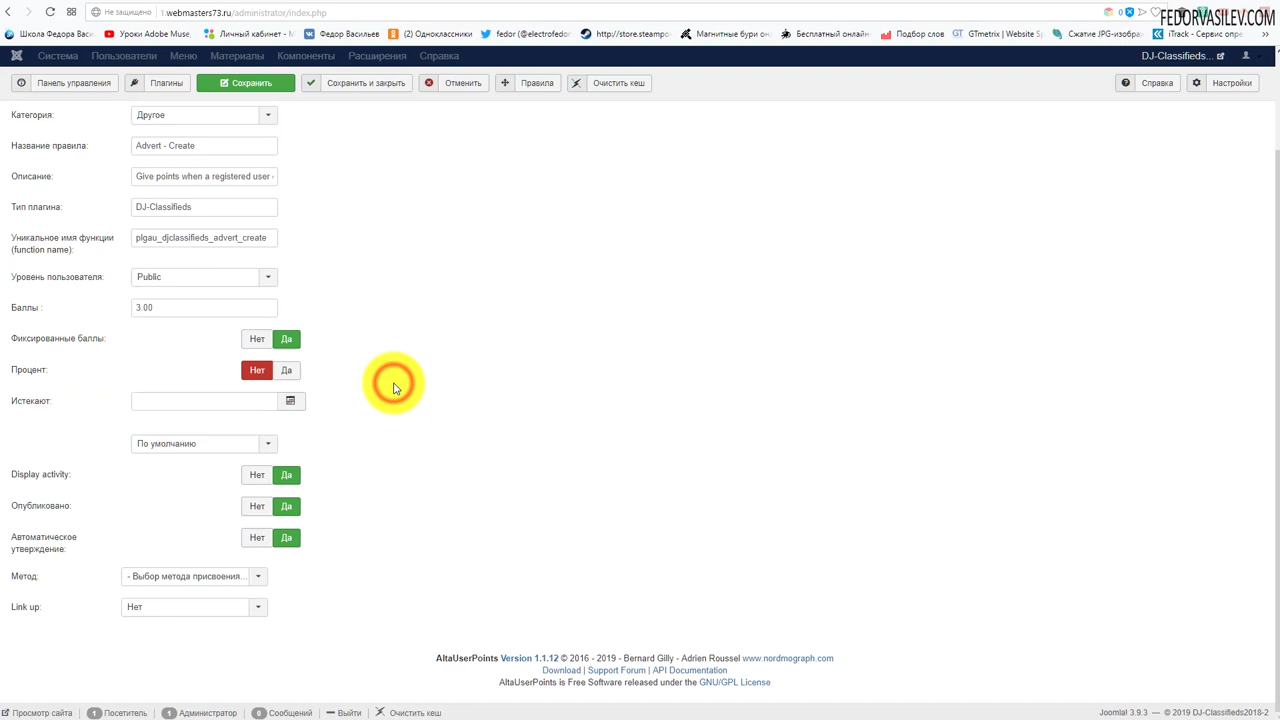 Не защищено
1.webmasters73.ru/administrator/index.php
0
FEDORVASILEV.COM
Школа Федора Васи.
Уроки Adobe Muse,
Личный кабинет - М
Федор Васильев
(2) Одноклассники
fedor (@electrofedor)
http://store.steampo
Магнитные бури онл
Бесплатный онлайн
Подбор слов
GTmetrix | Website S
Сжатие JPG-изображ
iTrack - Сервис опре
Система
Пользователи
Меню
Материалы
Компоненты
Расширения
Справка
DJ-Classifieds...
Панель управления
Плагины
Сохранить
Сохранить и закрыть
Отменить
Правила
Очистить кеш
Справка
Настройки
Категория:
Другое
Название правила:
Advert - Create
Описание:
Give points when a registered user
Тип плагина:
DJ-Classifieds
Уникальное имя функции
(function name):
plgau_djclassifieds_advert_create
Уровень пользователя:
Public
Баллы :
3.00
Фиксированные баллы:
Нет
Да
Процент:
Нет
Да
Истекают:
По умолчанию
Display activity:
Нет
Да
Опубликовано:
Нет
Да
Автоматическое
утверждение:
Нет
Да
Метод:
- Выбор метода присвоения...
Link up:
Нет
AltaUserPoints Version 1.1.12 © 2016 - 2019 - Bernard Gilly - Adrien Roussel www.nordmograph.com
Download | Support Forum | API Documentation
AltaUserPoints is Free Software released under the GNU/GPL License
Просмотр сайта
1 Посетитель
1 Администратор
0 Сообщений
Выйти
Очистить кеш
Joomla! 3.9.3 — © 2019 DJ-Classifieds2018-2